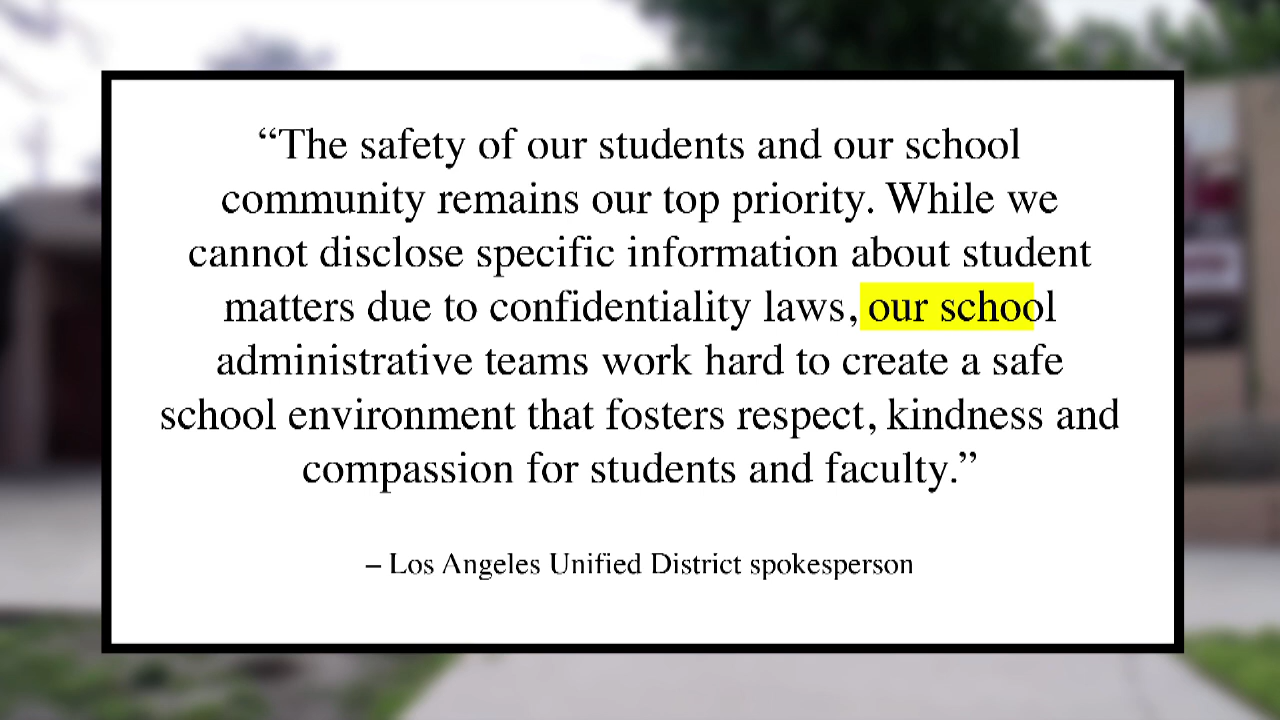 “The safety of our students and our school
community remains our top priority. While we
cannot disclose specific information about student
matters due to confidentiality laws, our school
administrative teams work hard to create a safe
school environment that fosters respect, kindness and
compassion for students and faculty.”
– Los Angeles Unified District spokesperson